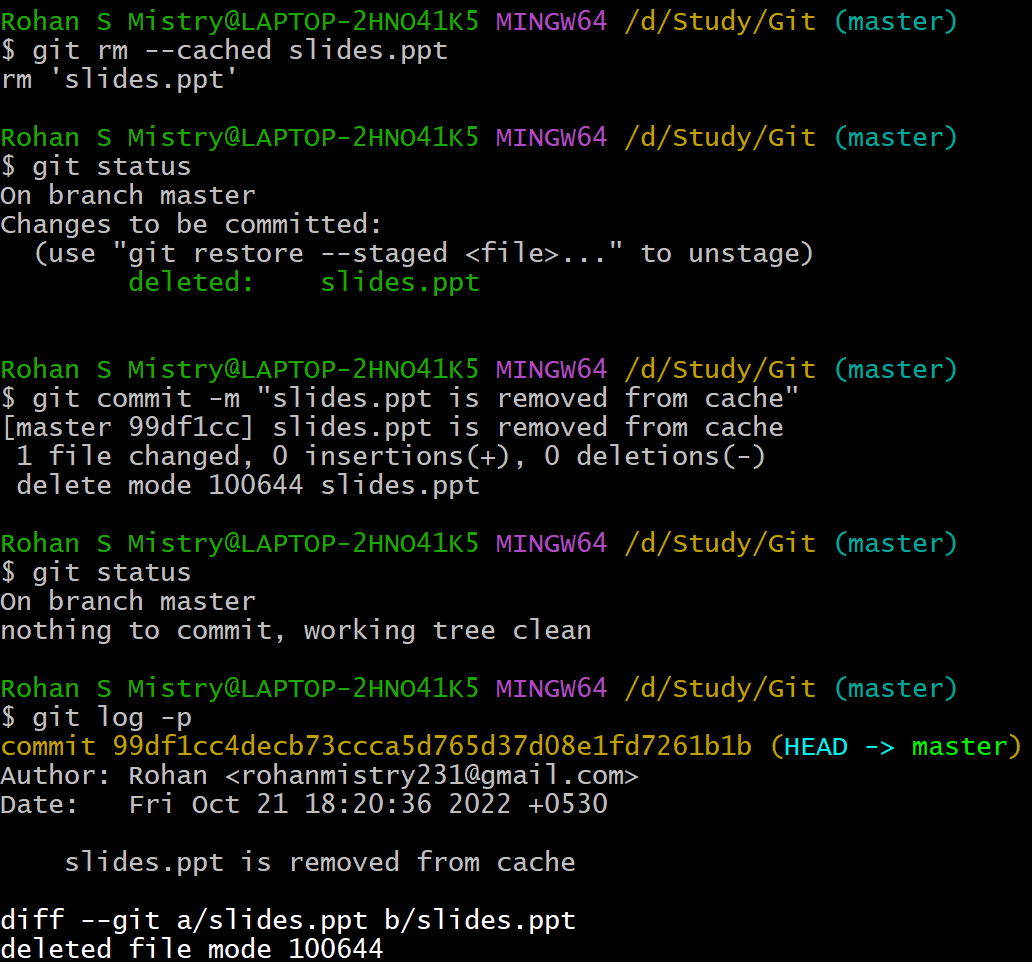 Rohan S Mistry@LAPTOP-2HNO41K5 MINGW64 /d/Study/Git (master)
$ git rm --cached slides.ppt
rm 'slides.ppt'
Rohan S Mistry@LAPTOP-2HNO41K5 MINGW64 /d/Study/Git (master)
$ git status
On branch master
Changes to be committed:
  (use "git restore --staged <file>..." to unstage)
        deleted:    slides.ppt
Rohan S Mistry@LAPTOP-2HNO41K5 MINGW64 /d/Study/Git (master)
$ git commit -m "slides.ppt is removed from cache"
[master 99df1cc] slides.ppt is removed from cache
 1 file changed, 0 insertions(+), 0 deletions(-)
 delete mode 100644 slides.ppt
Rohan S Mistry@LAPTOP-2HNO41K5 MINGW64 /d/Study/Git (master)
$ git status
On branch master
nothing to commit, working tree clean
Rohan S Mistry@LAPTOP-2HNO41K5 MINGW64 /d/Study/Git (master)
$ git log -p
commit 99df1cc4decb73ccca5d765d37d08e1fd7261b1b (HEAD -> master)
Author: Rohan <rohanmistry231@gmail.com>
Date:   Fri Oct 21 18:20:36 2022 +0530
    slides.ppt is removed from cache
diff --git a/slides.ppt b/slides.ppt
deleted file mode 100644